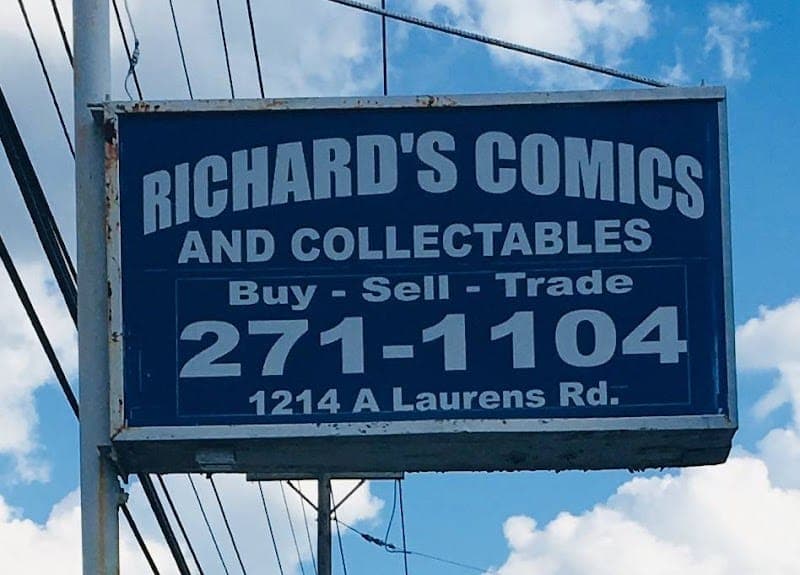 RICHARD'S COMICS
AND COLLECTABLES
Buy - Sell - Trade
271-1104
1214 A Laurens Rd.